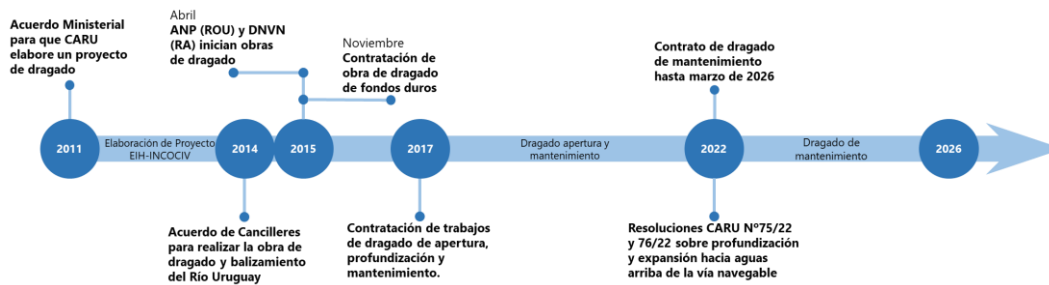 Acuerdo Ministerial
para que CARU
elabore un proyecto
de dragado
Abril
ANP (ROU) y DNVN
(RA) inician obras
de dragado
Noviembre
Contratación de
obra de dragado
de fondos duros
Contrato de dragado
de mantenimiento
hasta marzo de 2026
2011
Elaboración de Proyecto
EIH-INCOCIV
2014
2015
2017
Dragado apertura y
mantenimiento
2022
Dragado de
mantenimiento
2026
Acuerdo de Cancilleres
para realizar la obra de
dragado y balizamiento
del Río Uruguay
Contratación de trabajos
de dragado de apertura,
profundización y
mantenimiento.
Resoluciones CARU Nº75/22
y 76/22 sobre profundización
y expansión hacia aguas
arriba de la vía navegable